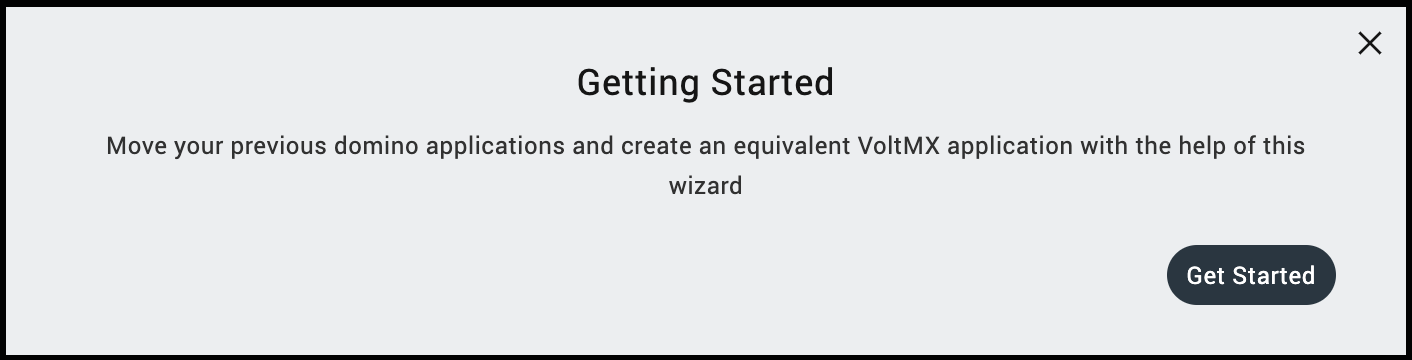 Getting Started
Move your previous domino applications and create an equivalent VoltMX application with the help of this
wizard
Get Started